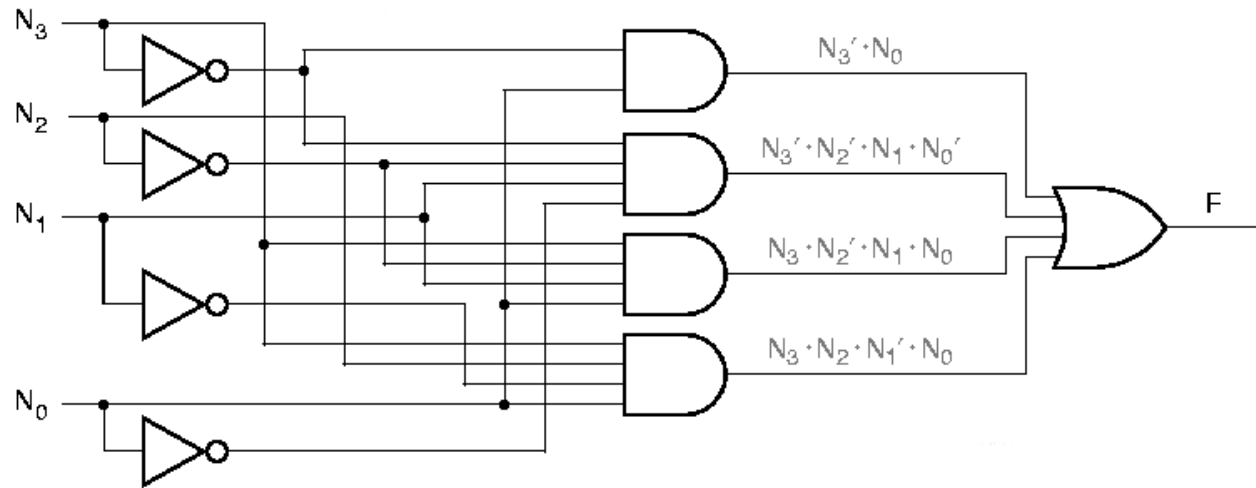 N₃
N₃′ · N₀
N₂
N₃′ · N₂′ · N₁ · N₀′
N₁
F
N₃ · N₂′ · N₁ · N₀
N₃ · N₂ · N₁′ · N₀
N₀